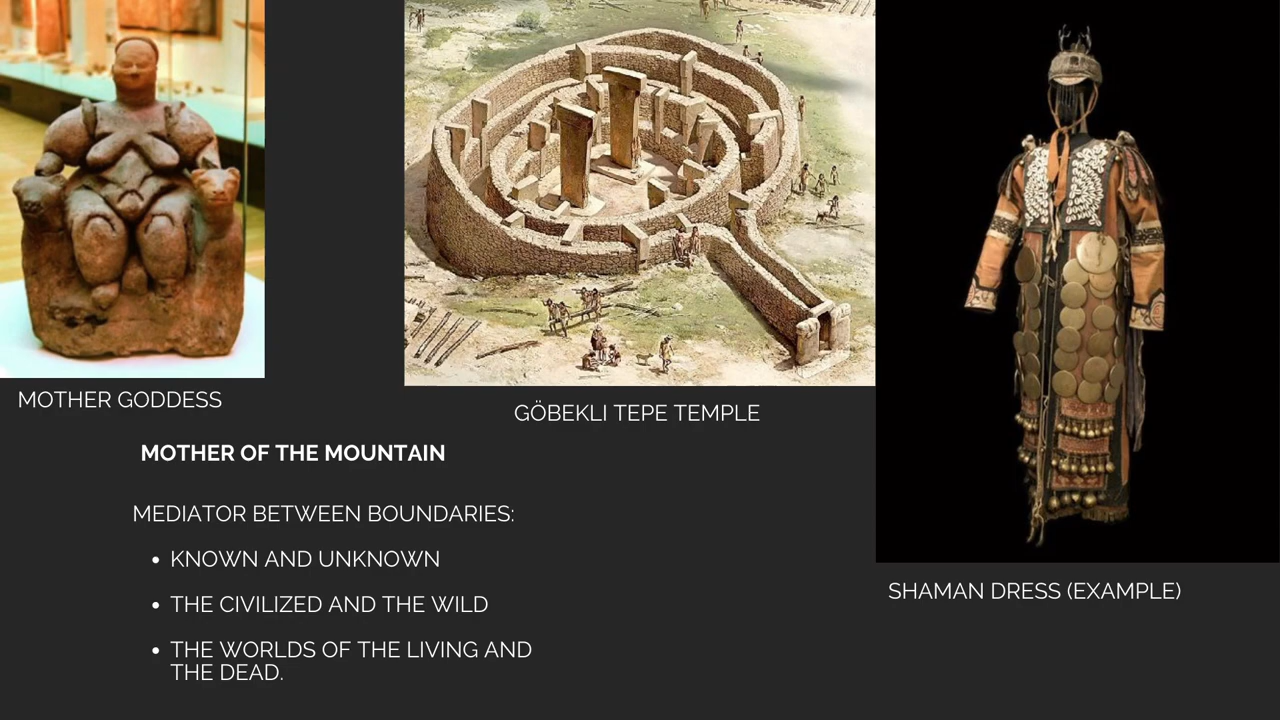 MOTHER GODDESS
GÖBEKLI TEPE TEMPLE
MOTHER OF THE MOUNTAIN
MEDIATOR BETWEEN BOUNDARIES:
• KNOWN AND UNKNOWN
• THE CIVILIZED AND THE WILD
• THE WORLDS OF THE LIVING AND
THE DEAD.
SHAMAN DRESS (EXAMPLE)